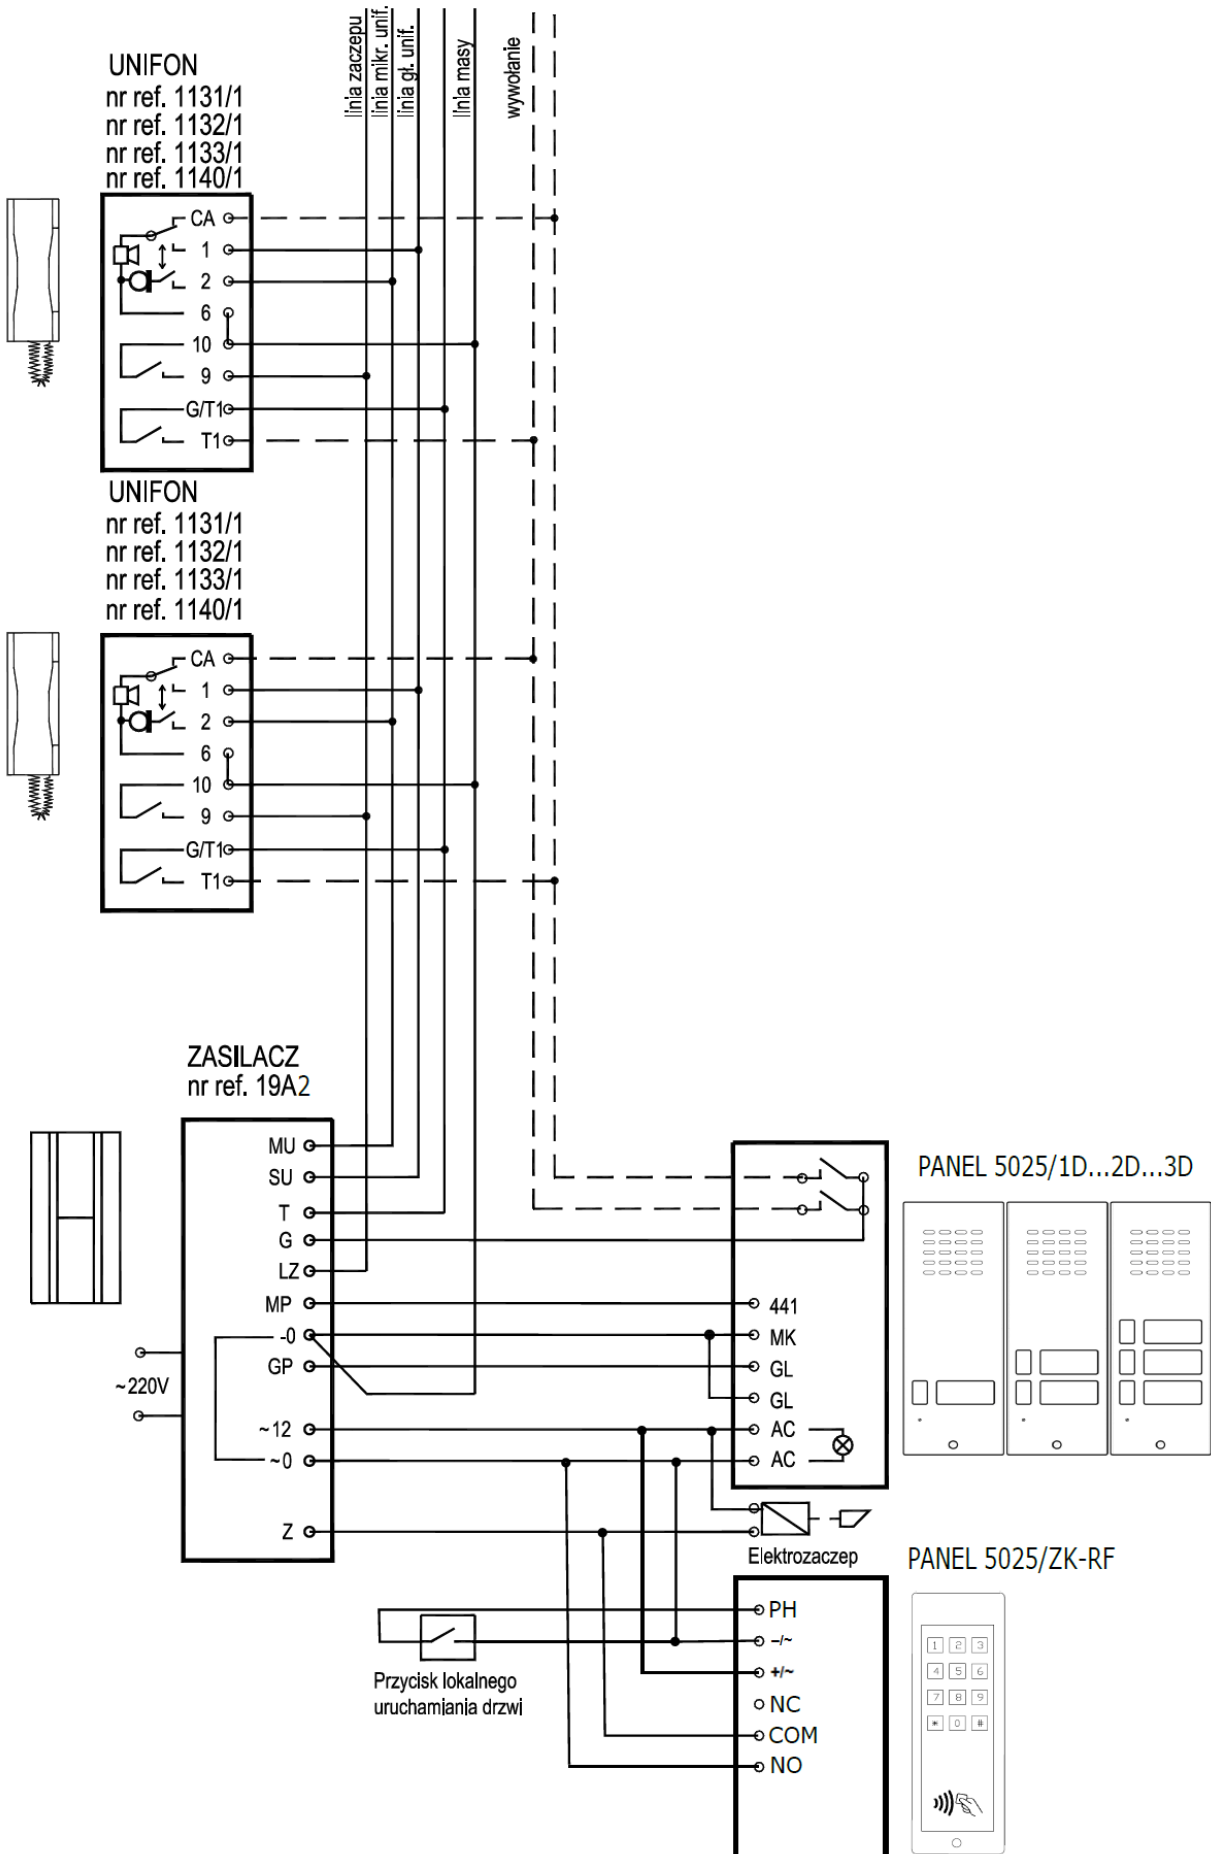 linia zaczepu
linia mikr. unif.
linia gł. unif.
linia masy
wywołanie
UNIFON
nr ref. 1131/1
nr ref. 1132/1
nr ref. 1133/1
nr ref. 1140/1
CA
1
2
6
10
9
G/T1
T1
UNIFON
nr ref. 1131/1
nr ref. 1132/1
nr ref. 1133/1
nr ref. 1140/1
CA
1
2
6
10
9
G/T1
T1
ZASILACZ
nr ref. 19A2
MU
SU
T
G
LZ
MP
-0
GP
~12
~0
Z
~220V
441
MK
GL
GL
AC
AC
PANEL 5025/1D...2D...3D
Elektrozaczep
PANEL 5025/ZK-RF
PH
–/~
+/~
NC
COM
NO
Przycisk lokalnego
uruchamiania drzwi
1 2 3
4 5 6
7 8 9
* 0 #